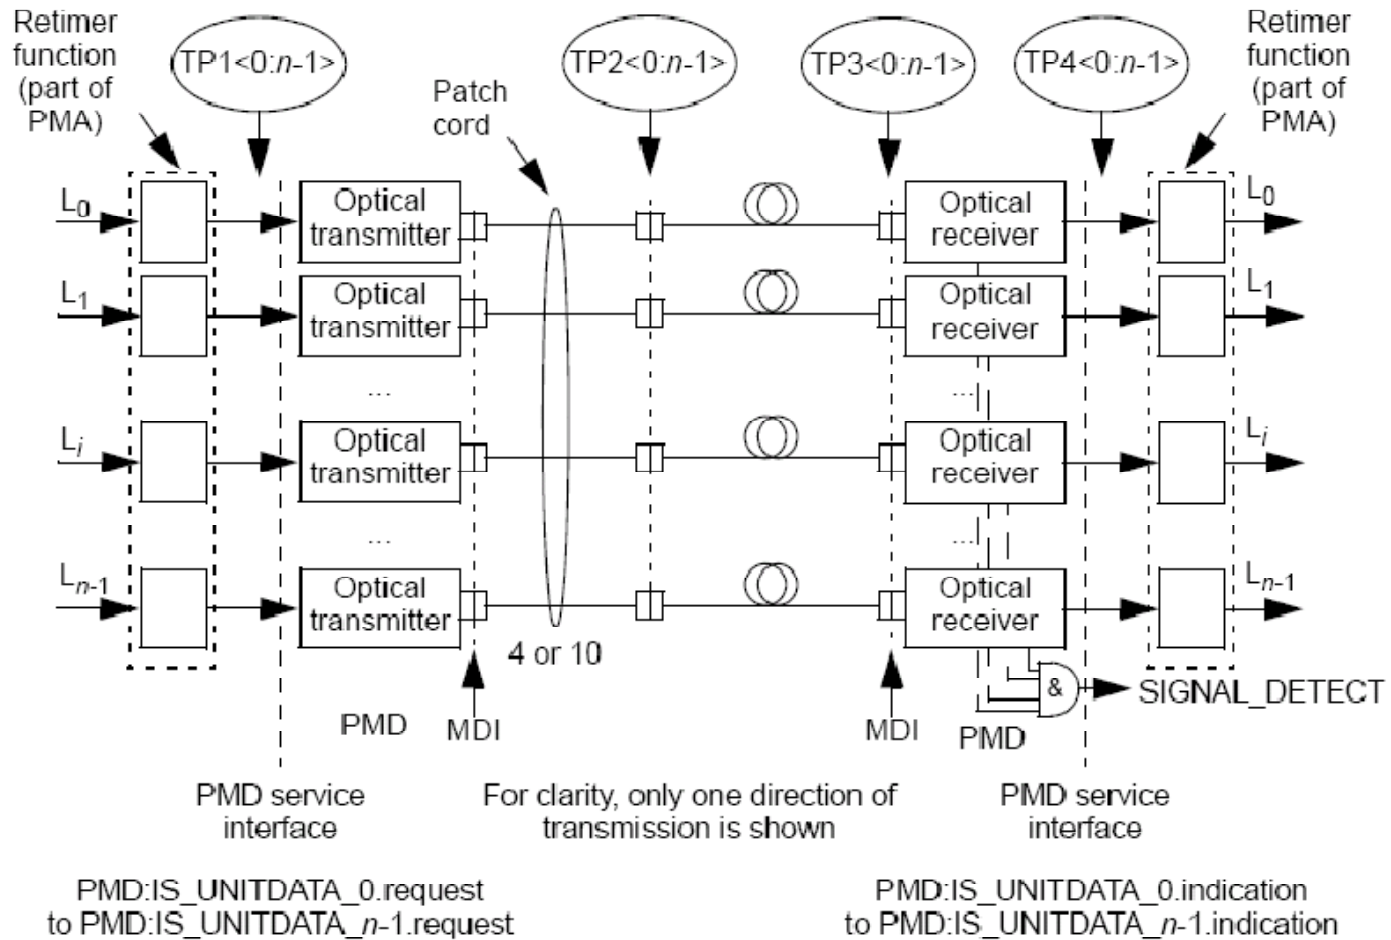 Retimer
function
(part of
PMA)
TP1<0:n-1>
TP2<0:n-1>
TP3<0:n-1>
TP4<0:n-1>
Retimer
function
(part of
PMA)
Patch
cord
L0
Optical
transmitter
Optical
receiver
L0
L1
Optical
transmitter
Optical
receiver
L1
...
...
Li
Optical
transmitter
Optical
receiver
Li
...
...
Ln-1
Optical
transmitter
Optical
receiver
Ln-1
4 or 10
&
SIGNAL_DETECT
PMD
MDI
MDI
PMD
PMD service
interface
For clarity, only one direction of
transmission is shown
PMD service
interface
PMD:IS_UNITDATA_0.request
to PMD:IS_UNITDATA_n-1.request
PMD:IS_UNITDATA_0.indication
to PMD:IS_UNITDATA_n-1.indication